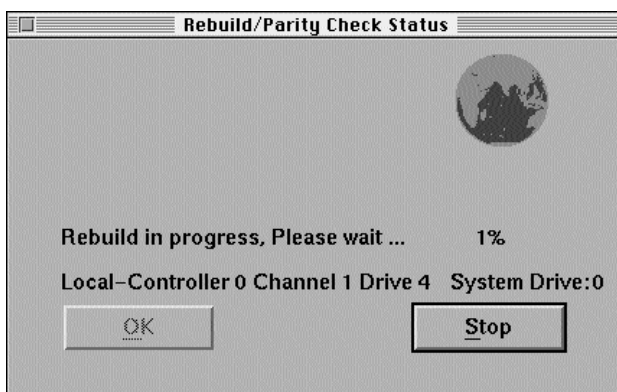 Rebuild/Parity Check Status
Rebuild in progress, Please wait ... 1%
Local-Controller 0 Channel 1 Drive 4 System Drive:0
OK Stop